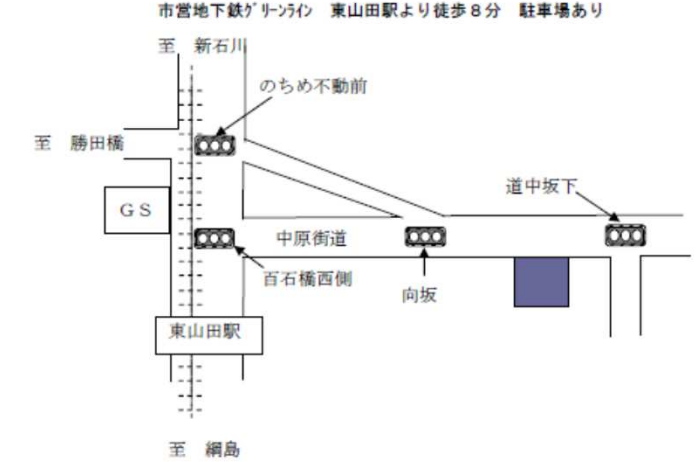 市営地下鉄ｸﾞﾘｰﾝﾗｲﾝ　東山田駅より徒歩８分　駐車場あり
至　新石川
のちめ不動前
至　勝田橋
道中坂下
ＧＳ
中原街道
百石橋西側
向坂
東山田駅
至　綱島